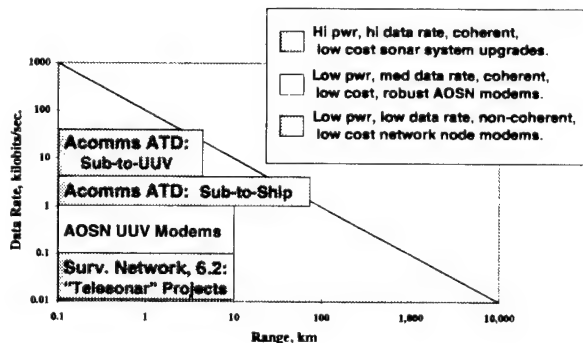 Hi pwr, hi data rate, coherent,
low cost sonar system upgrades.
Low pwr, med data rate, coherent,
low cost, robust AOSN modems.
Low pwr, low data rate, non-coherent,
low cost network node modems.
Data Rate, kilobits/sec.
1000
100
10
1
0.1
0.01
Acomms ATD:
Sub-to-UUV
Acomms ATD: Sub-to-Ship
AOSN UUV Modems
Surv. Network, 6.2:
"Telesonar" Projects
0.1
1
10
100
1,000
10,000
Range, km